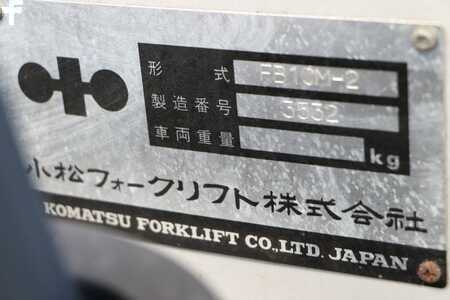 F
形式 FB10M-2
製造番号 3532
車両重量 kg
小松フォークリフト株式会社
KOMATSU FORKLIFT CO.,LTD. JAPAN